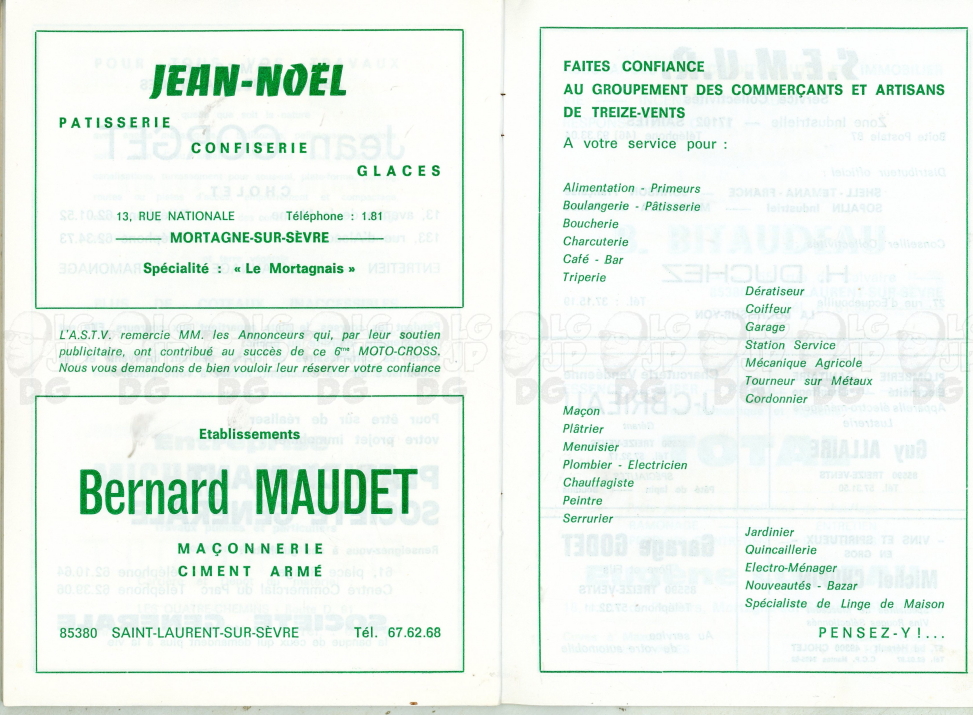 JEAN-NOËL
PATISSERIE
CONFISERIE
GLACES
13, RUE NATIONALE Téléphone : 1.81
MORTAGNE-SUR-SÈVRE
Spécialité : « Le Mortagnais »
L'A.S.T.V. remercie MM. les Annonceurs qui, par leur soutien
publicitaire, ont contribué au succès de ce 6me MOTO-CROSS.
Nous vous demandons de bien vouloir leur réserver votre confiance
Etablissements
Bernard MAUDET
MAÇONNERIE
CIMENT ARMÉ
85380 SAINT-LAURENT-SUR-SÈVRE Tél. 67.62.68
FAITES CONFIANCE
AU GROUPEMENT DES COMMERÇANTS ET ARTISANS
DE TREIZE-VENTS
A votre service pour :
Alimentation - Primeurs
Boulangerie - Pâtisserie
Boucherie
Charcuterie
Café - Bar
Triperie
Dératiseur
Coiffeur
Garage
Station Service
Mécanique Agricole
Tourneur sur Métaux
Cordonnier
Maçon
Plâtrier
Menuisier
Plombier - Electricien
Chauffagiste
Peintre
Serrurier
Jardinier
Quincaillerie
Electro-Ménager
Nouveautés - Bazar
Spécialiste de Linge de Maison
PENSEZ-Y!...